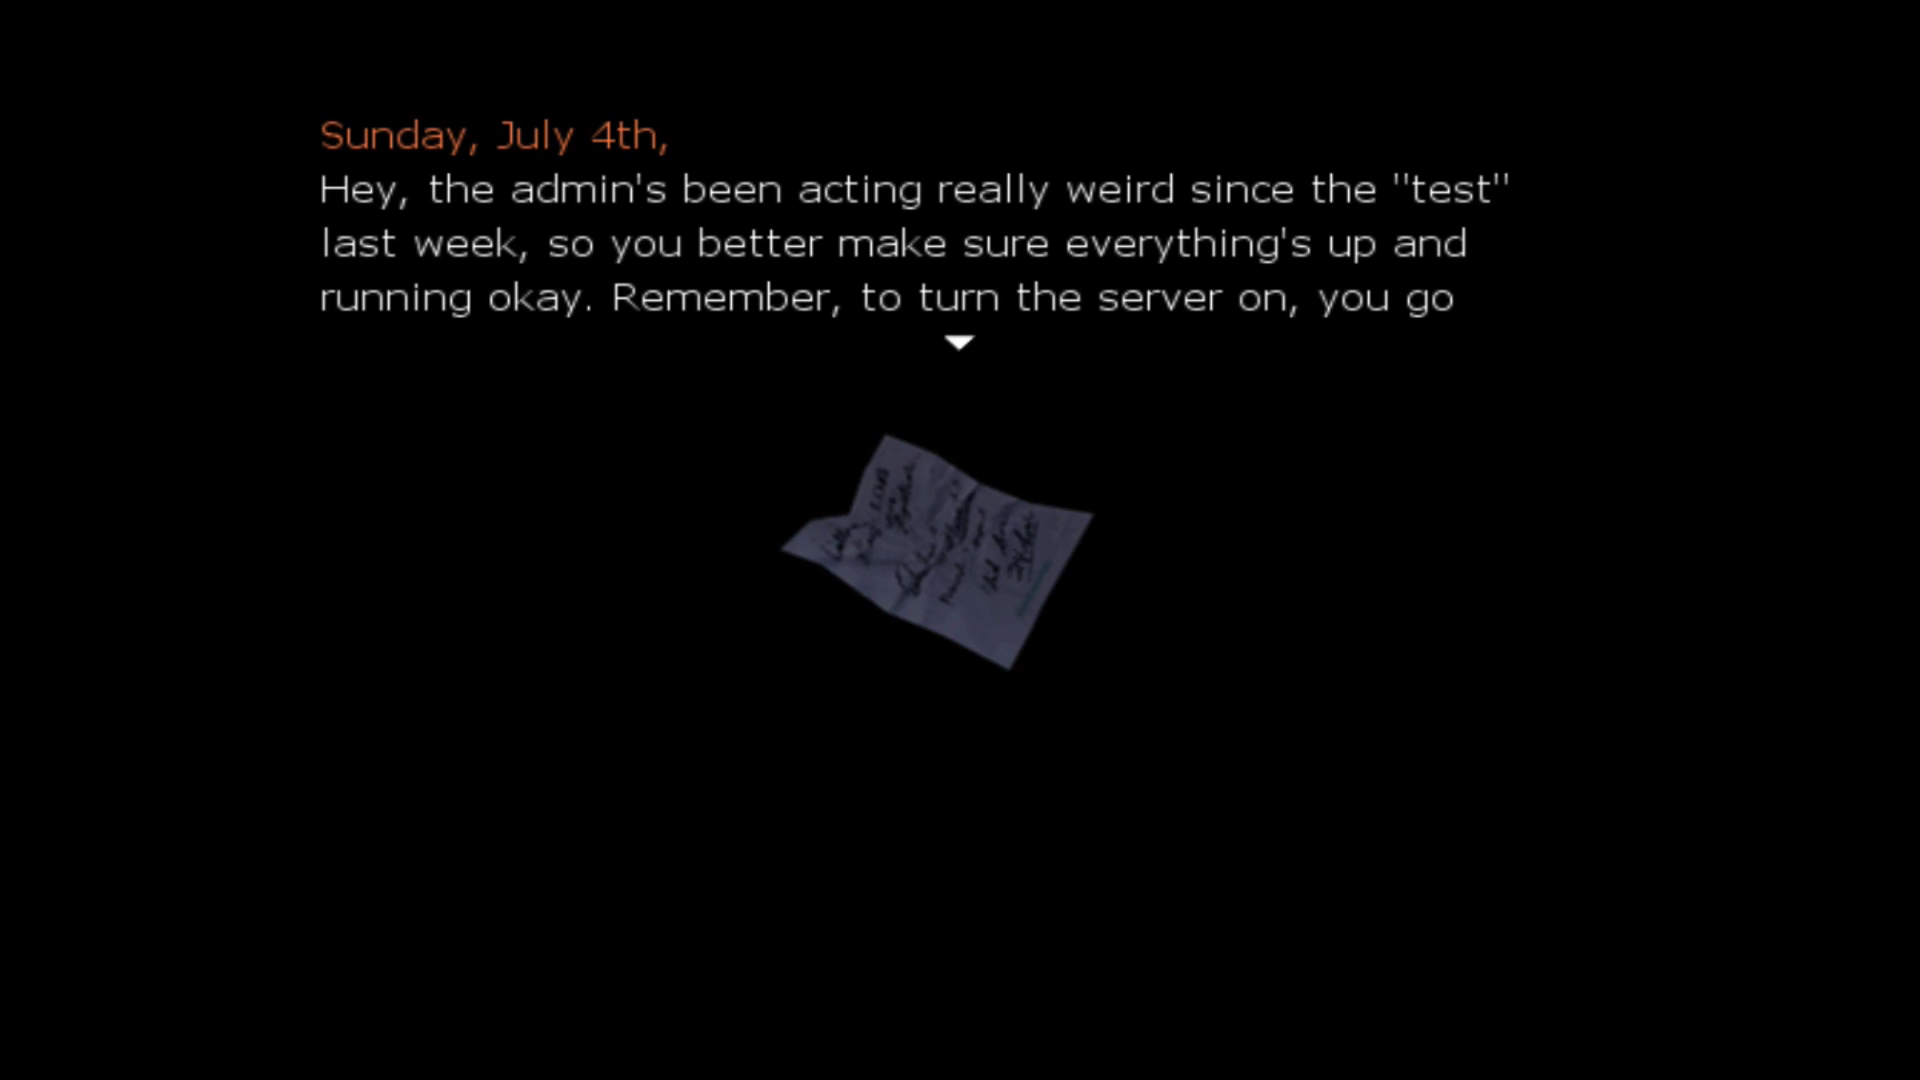 Sunday, July 4th,
Hey, the admin's been acting really weird since the "test"
last week, so you better make sure everything's up and
running okay. Remember, to turn the server on, you go